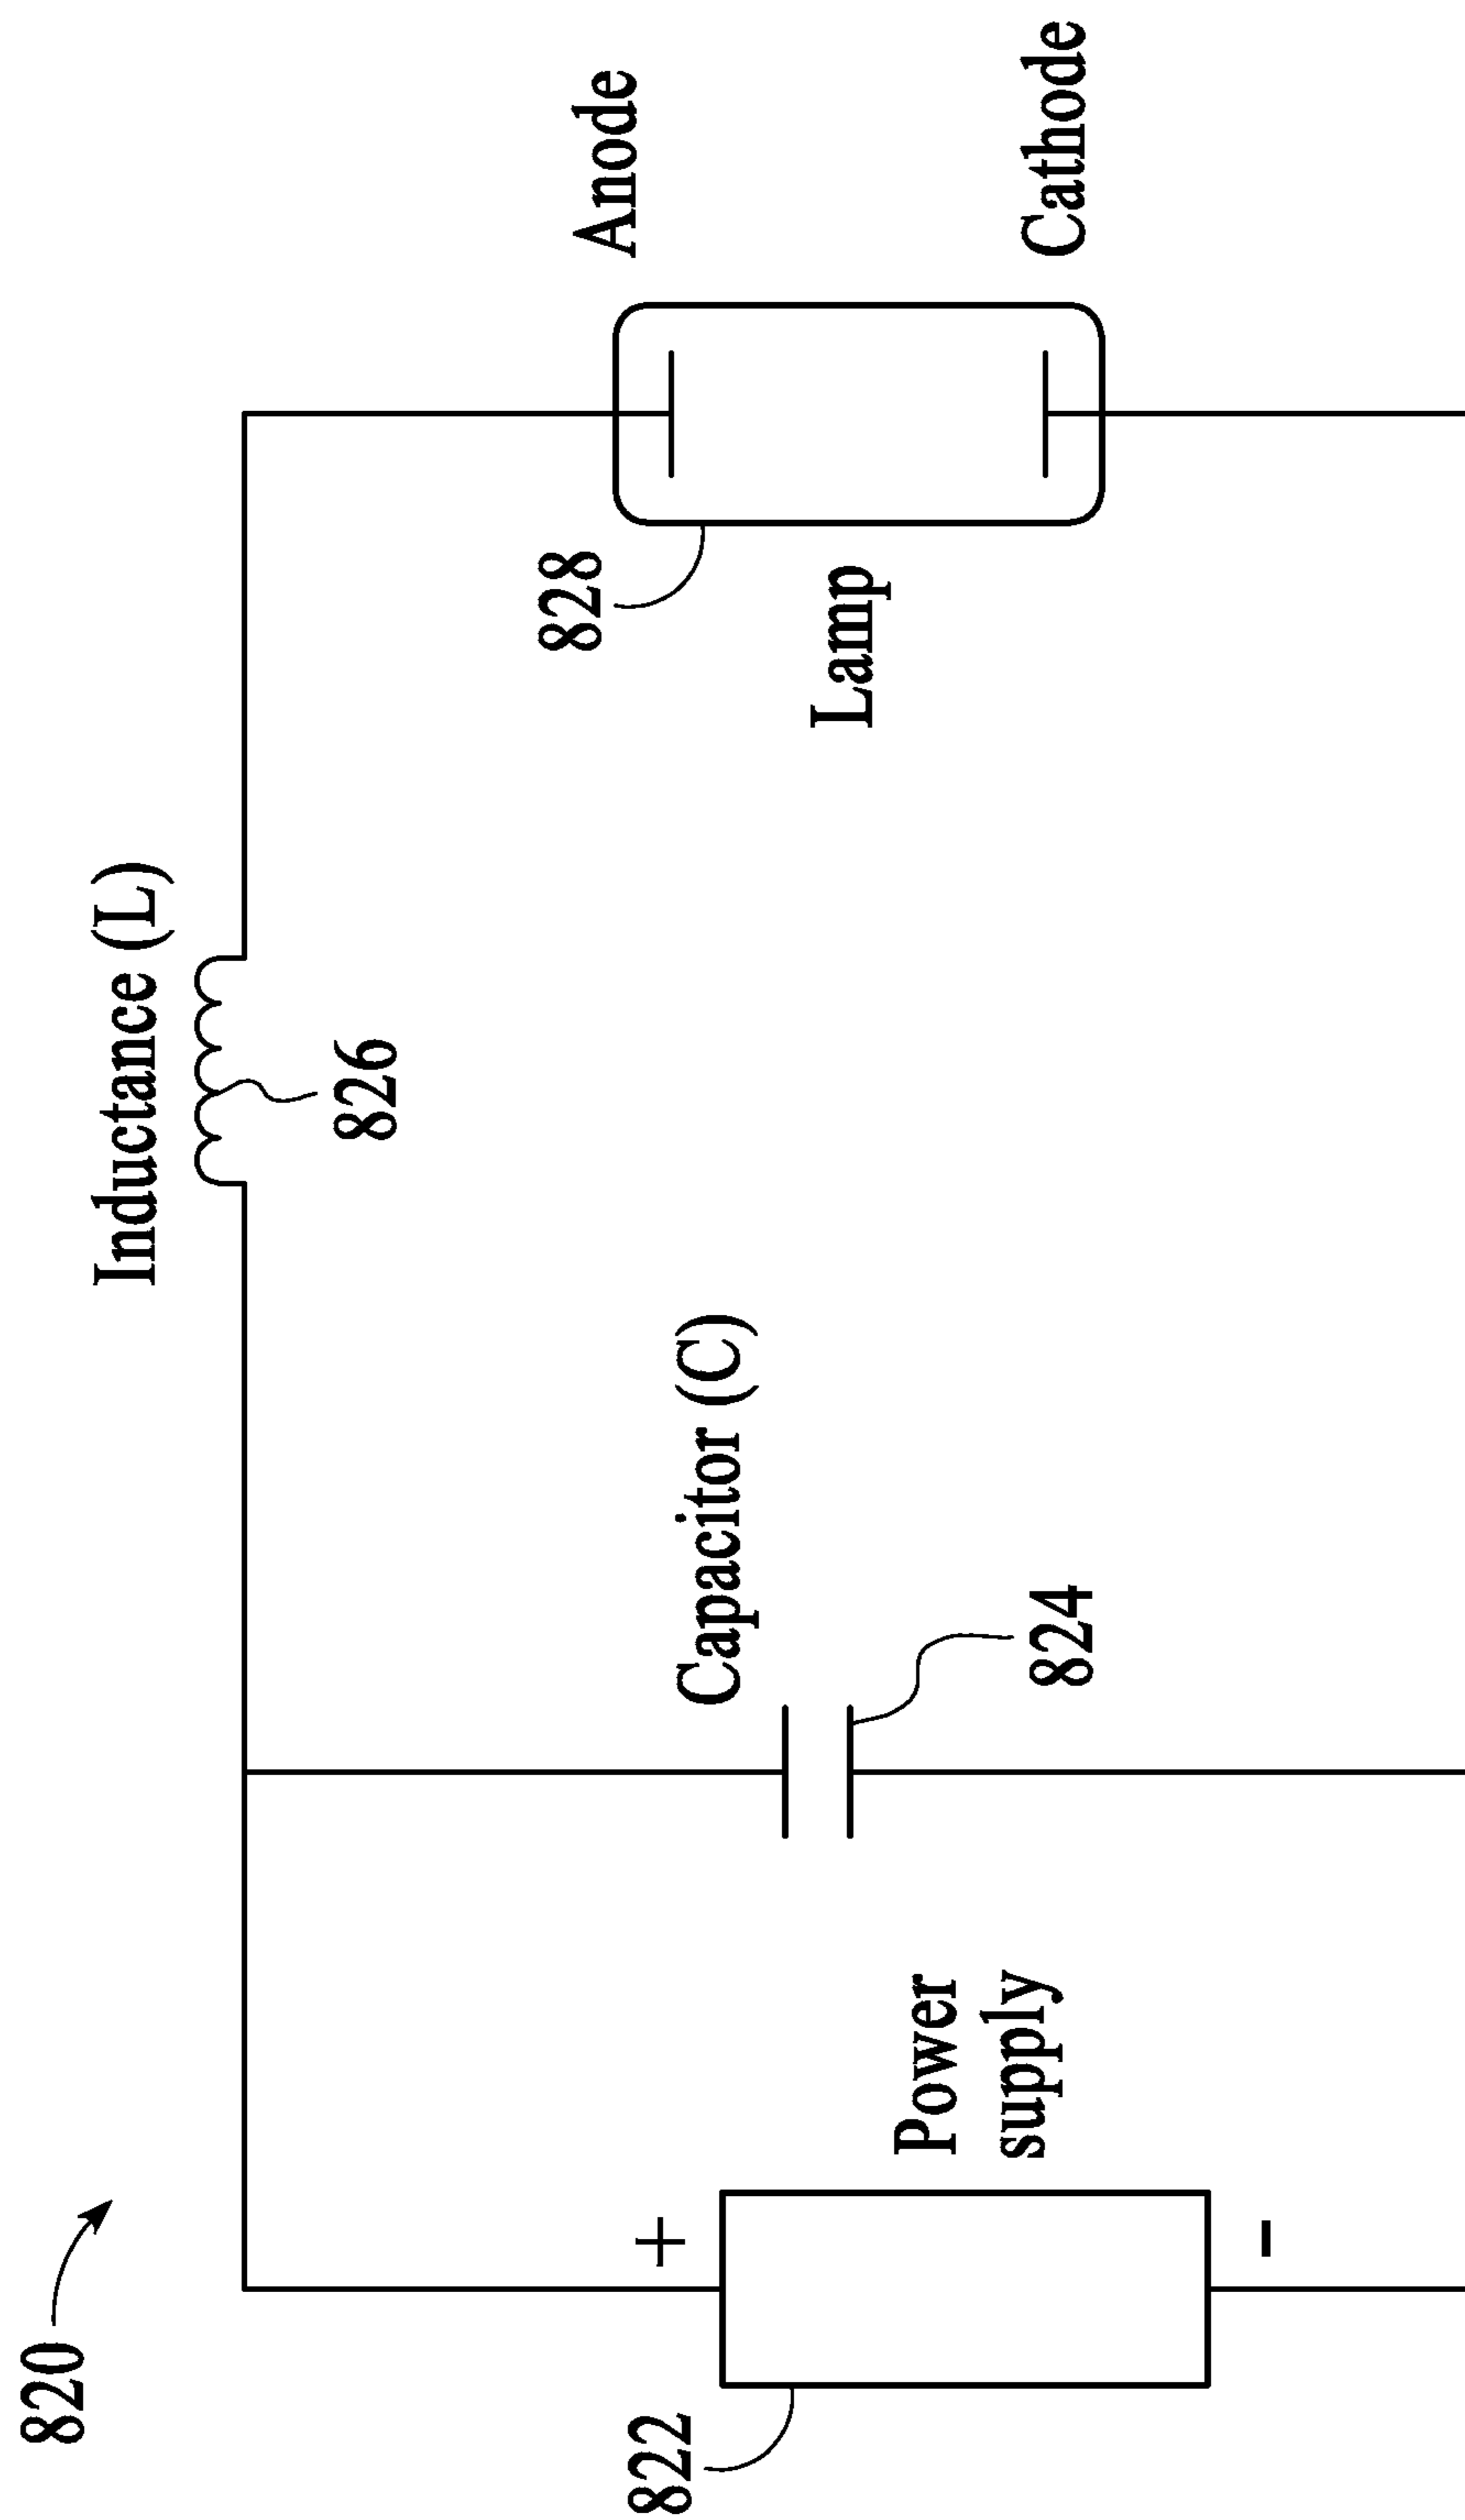 820
Inductance (L)
826
822
+
Power
supply
-
Capacitor (C)
824
828
Lamp
Anode
Cathode